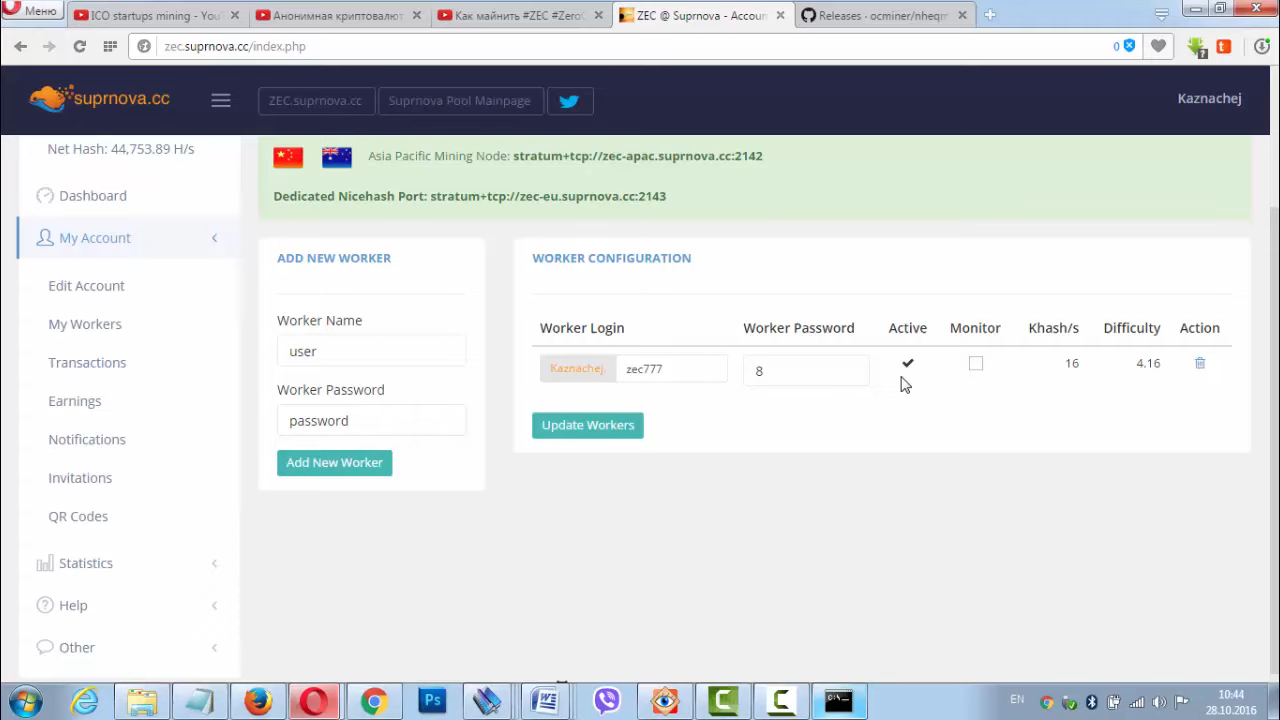 Меню
ICO startups mining - You
Анонимная криптовалют
Как майнить #ZEC #Zero
ZEC @ Suprnova - Accoun
Releases · ocminer/nheqm
zec.suprnova.cc/index.php
0
suprnova.cc
ZEC.suprnova.cc
Suprnova Pool Mainpage
Kaznachej
Net Hash: 44,753.89 H/s
Asia Pacific Mining Node: stratum+tcp://zec-apac.suprnova.cc:2142
Dedicated Nicehash Port: stratum+tcp://zec-eu.suprnova.cc:2143
Dashboard
My Account
Edit Account
My Workers
Transactions
Earnings
Notifications
Invitations
QR Codes
Statistics
Help
Other
ADD NEW WORKER
Worker Name
user
Worker Password
password
Add New Worker
WORKER CONFIGURATION
Worker Login Worker Password Active Monitor Khash/s Difficulty Action
Kaznachej. zec777 8 16 4.16
Update Workers
Ps
EN
10:44
28.10.2016